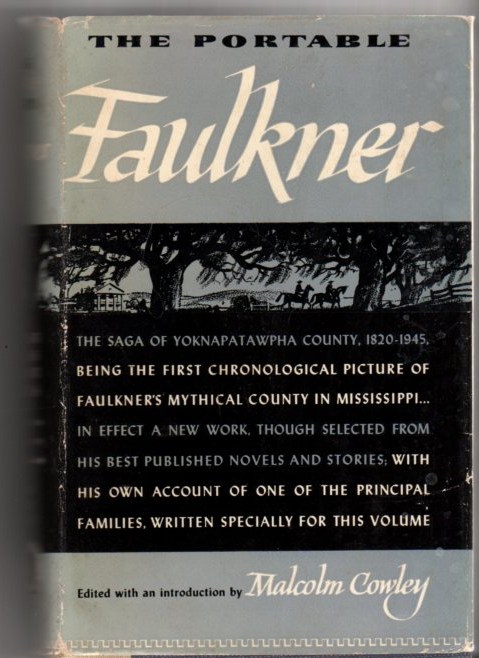 THE PORTABLE
Faulkner
THE SAGA OF YOKNAPATAWPHA COUNTY, 1820-1945,
BEING THE FIRST CHRONOLOGICAL PICTURE OF
FAULKNER'S MYTHICAL COUNTY IN MISSISSIPPI...
IN EFFECT A NEW WORK, THOUGH SELECTED FROM
HIS BEST PUBLISHED NOVELS AND STORIES; WITH
HIS OWN ACCOUNT OF ONE OF THE PRINCIPAL
FAMILIES, WRITTEN SPECIALLY FOR THIS VOLUME
Edited with an introduction by Malcolm Cowley